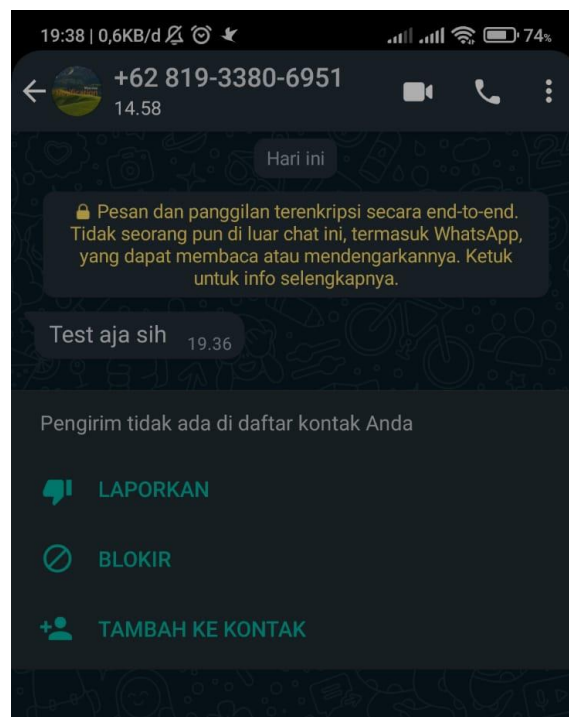 19:38 | 0,6KB/d
74%
+62 819-3380-6951
14.58
Hari ini
Pesan dan panggilan terenkripsi secara end-to-end.
Tidak seorang pun di luar chat ini, termasuk WhatsApp,
yang dapat membaca atau mendengarkannya. Ketuk
untuk info selengkapnya.
Test aja sih 19.36
Pengirim tidak ada di daftar kontak Anda
LAPORKAN
BLOKIR
TAMBAH KE KONTAK